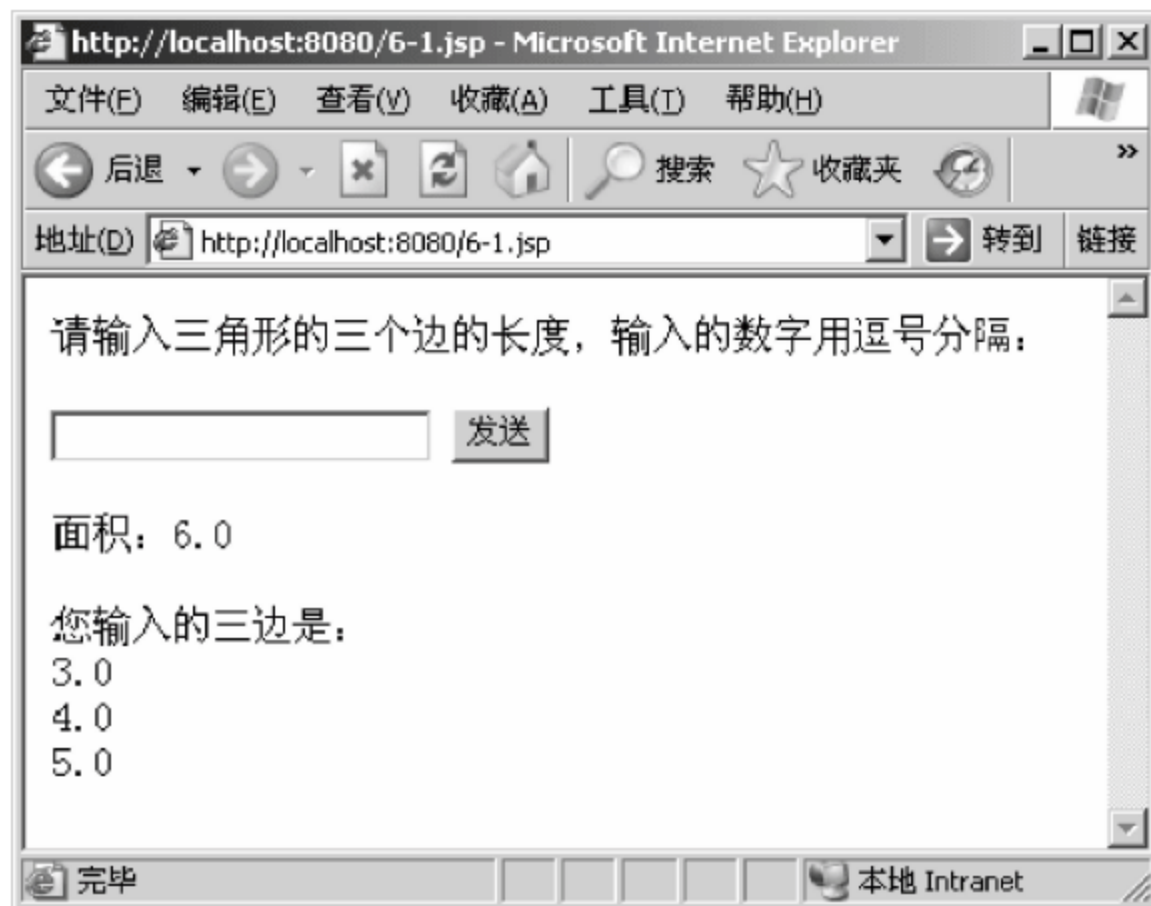 http://localhost:8080/6-1.jsp - Microsoft Internet Explorer
文件(F) 编辑(E) 查看(V) 收藏(A) 工具(T) 帮助(H)
后退 搜索 收藏夹 »
地址(D) http://localhost:8080/6-1.jsp 转到 链接
请输入三角形的三个边的长度，输入的数字用逗号分隔：
发送
面积：6.0
您输入的三边是：
3.0
4.0
5.0
完毕 本地 Intranet